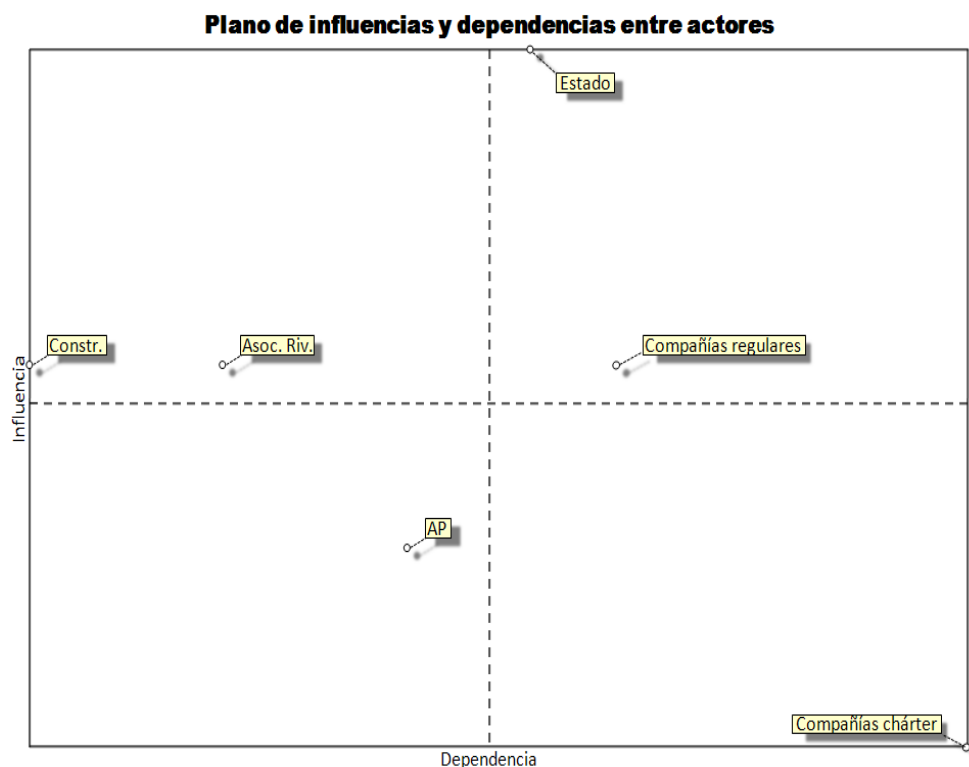 Plano de influencias y dependencias entre actores
Estado
Constr.
Asoc. Riv.
Compañías regulares
Influencia
AP
Compañías chárter
Dependencia